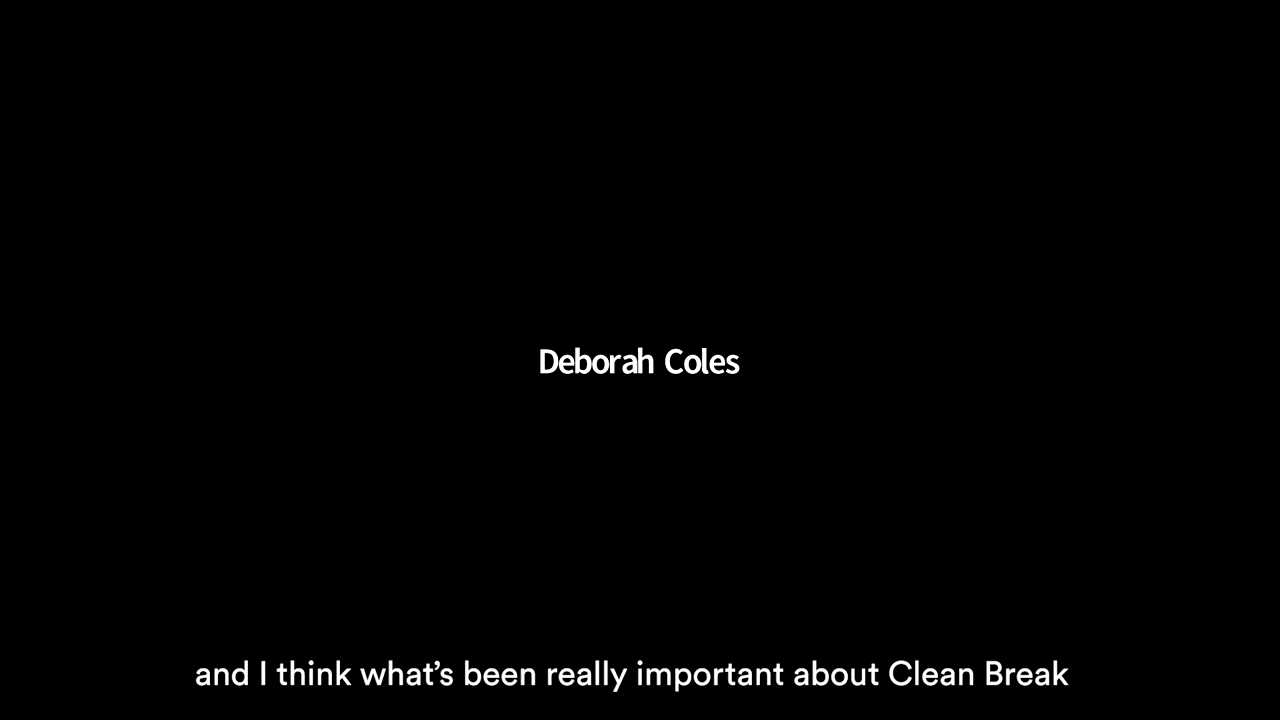 Deborah Coles
and I think what’s been really important about Clean Break